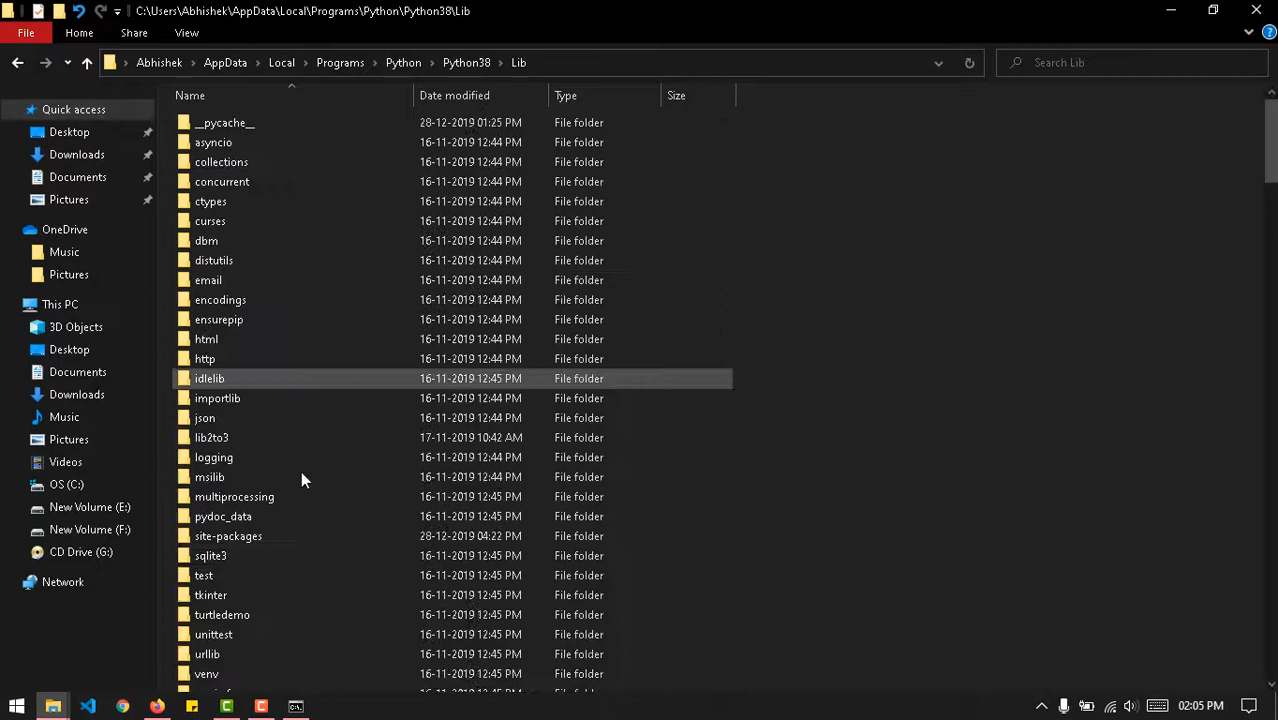 C:\Users\Abhishek\AppData\Local\Programs\Python\Python38\Lib
File Home Share View
Abhishek > AppData > Local > Programs > Python > Python38 > Lib
Search Lib
Name Date modified Type Size
Quick access
Desktop
Downloads
Documents
Pictures
OneDrive
Music
Pictures
This PC
3D Objects
Desktop
Documents
Downloads
Music
Pictures
Videos
OS (C:)
New Volume (E:)
New Volume (F:)
CD Drive (G:)
Network
__pycache__ 28-12-2019 01:25 PM File folder
asyncio 16-11-2019 12:44 PM File folder
collections 16-11-2019 12:44 PM File folder
concurrent 16-11-2019 12:44 PM File folder
ctypes 16-11-2019 12:44 PM File folder
curses 16-11-2019 12:44 PM File folder
dbm 16-11-2019 12:44 PM File folder
distutils 16-11-2019 12:44 PM File folder
email 16-11-2019 12:44 PM File folder
encodings 16-11-2019 12:44 PM File folder
ensurepip 16-11-2019 12:44 PM File folder
html 16-11-2019 12:44 PM File folder
http 16-11-2019 12:44 PM File folder
idlelib 16-11-2019 12:45 PM File folder
importlib 16-11-2019 12:44 PM File folder
json 16-11-2019 12:44 PM File folder
lib2to3 17-11-2019 10:42 AM File folder
logging 16-11-2019 12:44 PM File folder
msilib 16-11-2019 12:44 PM File folder
multiprocessing 16-11-2019 12:45 PM File folder
pydoc_data 16-11-2019 12:45 PM File folder
site-packages 28-12-2019 04:22 PM File folder
sqlite3 16-11-2019 12:45 PM File folder
test 16-11-2019 12:45 PM File folder
tkinter 16-11-2019 12:45 PM File folder
turtledemo 16-11-2019 12:45 PM File folder
unittest 16-11-2019 12:45 PM File folder
urllib 16-11-2019 12:45 PM File folder
venv 16-11-2019 12:45 PM File folder
02:05 PM